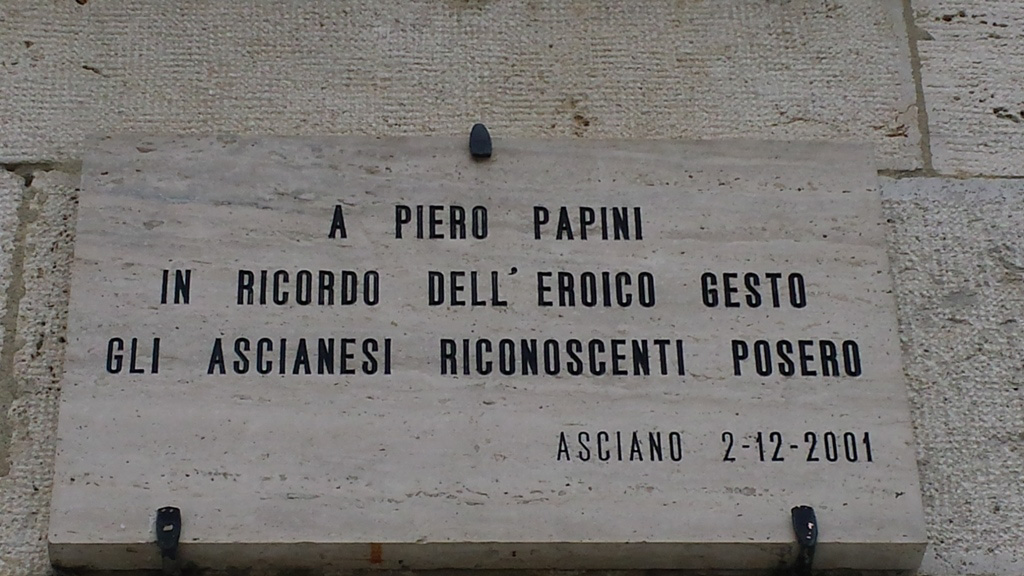 A PIERO PAPINI
IN RICORDO DELL'EROICO GESTO
GLI ASCIANESI RICONOSCENTI POSERO
ASCIANO 2-12-2001